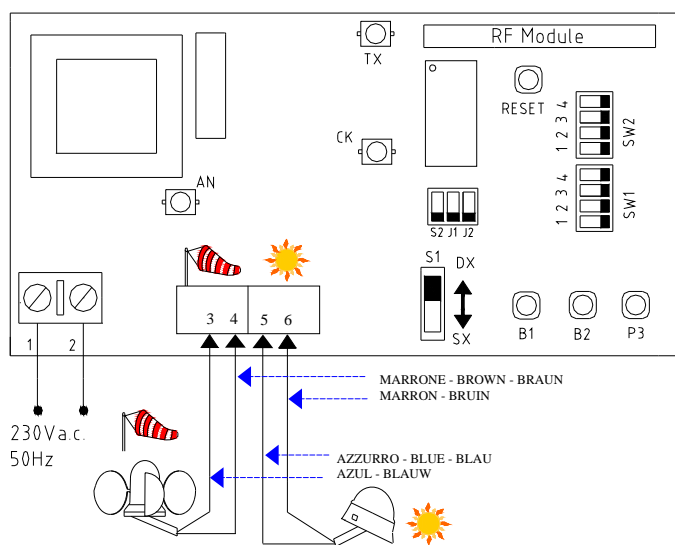 RF Module
TX
RESET
1 2 3 4
SW2
CK
AN
1 2 3 4
SW1
S2 J1 J2
S1
DX
SX
3 4 5 6
B1 B2 P3
1 2
MARRONE - BROWN - BRAUN
MARRON - BRUIN
230Va.c.
50Hz
AZZURRO - BLUE - BLAU
AZUL - BLAUW